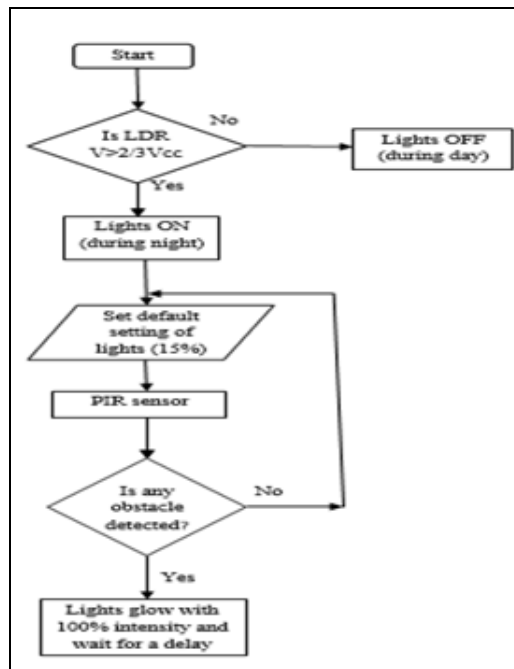 Start
Is LDR
V>2/3Vcc
No
Lights OFF
(during day)
Yes
Lights ON
(during night)
Set default
setting of
lights (15%)
PIR sensor
Is any
obstacle
detected?
No
Yes
Lights glow with
100% intensity and
wait for a delay